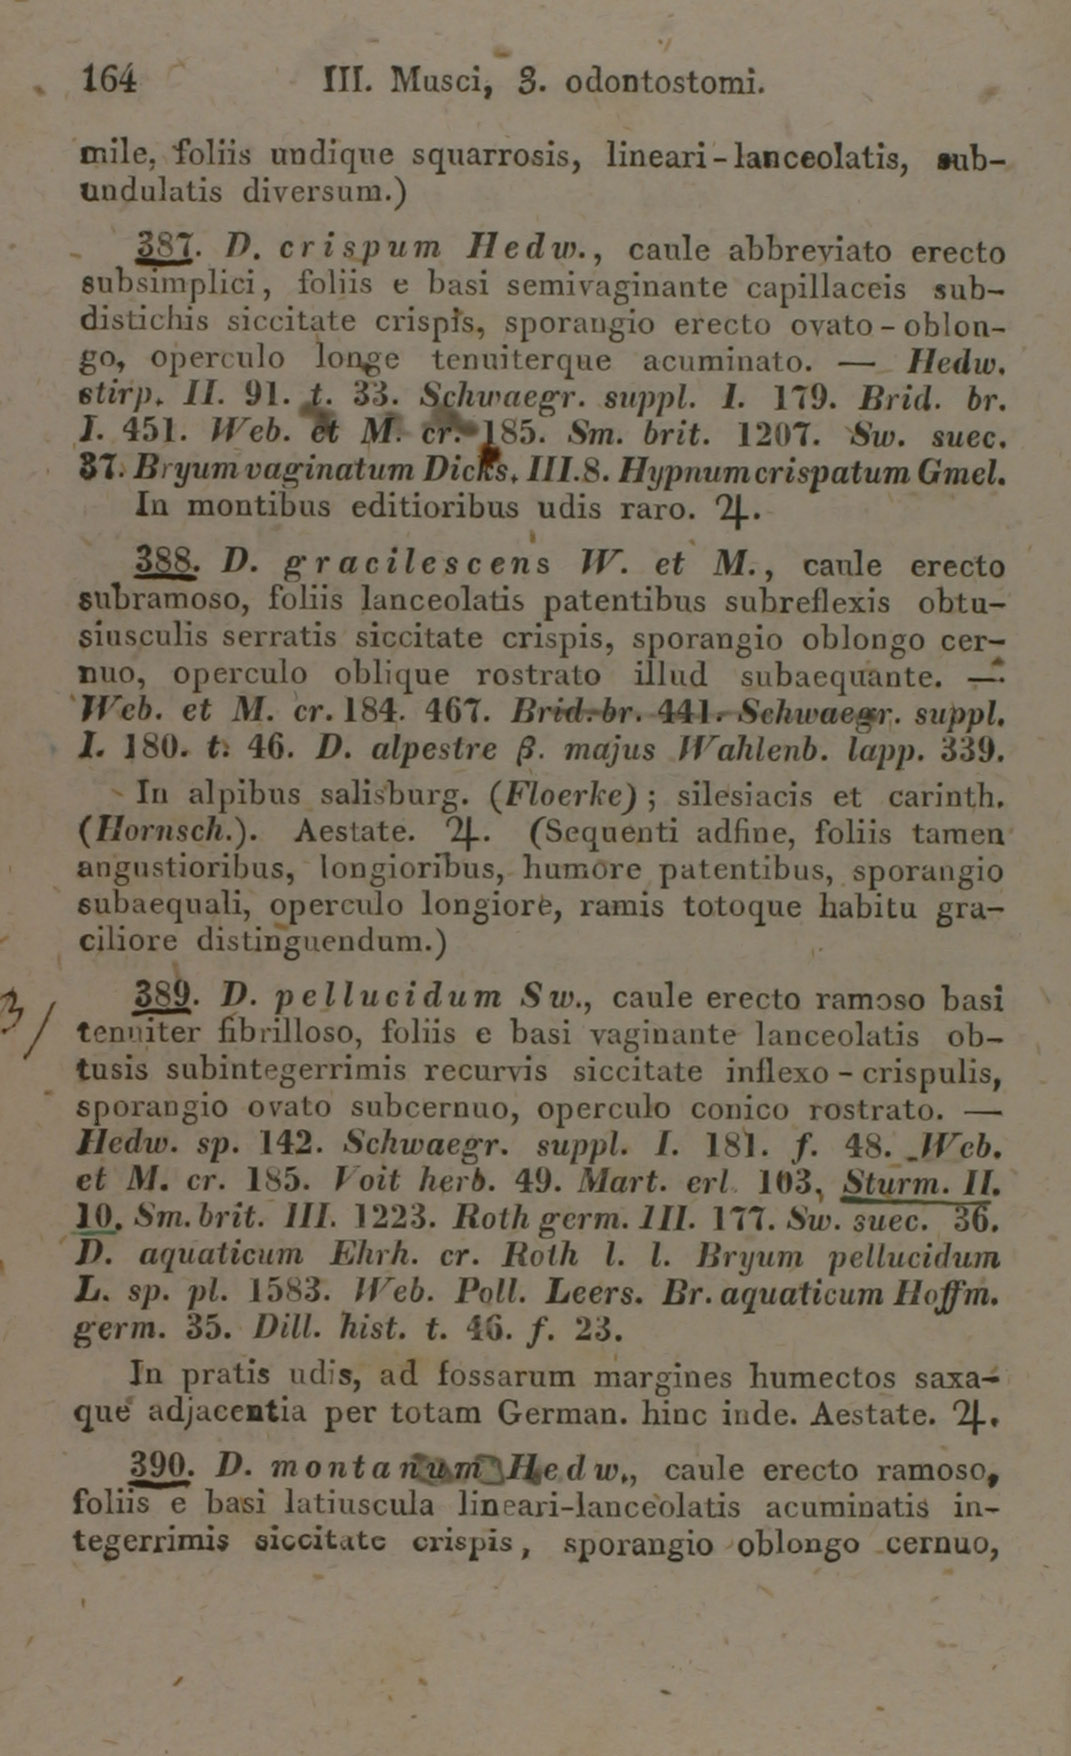 164 III. Musci, 3. odontostomi.
mile, foliis undique squarrosis, lineari-lanceolatis, sub-
undulatis diversum.)
387. D. crispum Hedw., caule abbreviato erecto
subsimplici, foliis e basi semivaginante capillaceis sub-
distichis siccitate crispis, sporangio erecto ovato-oblon-
go, operculo longe tenuiterque acuminato. — Hedw.
stirp. II. 91. t. 33. Schwaegr. suppl. I. 179. Brid. br.
I. 451. Web. et M. cr. 185. Sm. brit. 1207. Sw. suec.
37. Bryum vaginatum Dicks. III.8. Hypnum crispatum Gmel.
In montibus editioribus udis raro. ♃.
388. D. gracilescens W. et M., caule erecto
subramoso, foliis lanceolatis patentibus subreflexis obtu-
siusculis serratis siccitate crispis, sporangio oblongo cer-
nuo, operculo oblique rostrato illud subaequante. —
Web. et M. cr. 184. 467. Brid. br. 441. Schwaegr. suppl.
I. 180. t. 46. D. alpestre β. majus Wahlenb. lapp. 339.
In alpibus salisburg. (Floerke); silesiacis et carinth.
(Hornsch.). Aestate. ♃. (Sequenti adfine, foliis tamen
angustioribus, longioribus, humore patentibus, sporangio
subaequali, operculo longiore, ramis totoque habitu gra-
ciliore distinguendum.)
3/
389. D. pellucidum Sw., caule erecto ramoso basi
tenuiter fibrilloso, foliis e basi vaginante lanceolatis ob-
tusis subintegerrimis recurvis siccitate inflexo-crispulis,
sporangio ovato subcernuo, operculo conico rostrato. —
Hedw. sp. 142. Schwaegr. suppl. I. 181. f. 48. Web.
et M. cr. 185. Voit herb. 49. Mart. erl. 103, Sturm. II.
10. Sm. brit. III. 1223. Roth germ. III. 177. Sw. suec. 36.
D. aquaticum Ehrh. cr. Roth l. l. Bryum pellucidum
L. sp. pl. 1583. Web. Poll. Leers. Br. aquaticum Hoffm.
germ. 35. Dill. hist. t. 46. f. 23.
In pratis udis, ad fossarum margines humectos saxa-
que adjacentia per totam German. hinc inde. Aestate. ♃.
390. D. montanum Hedw., caule erecto ramoso,
foliis e basi latiuscula lineari-lanceolatis acuminatis in-
tegerrimis siccitate crispis, sporangio oblongo cernuo,